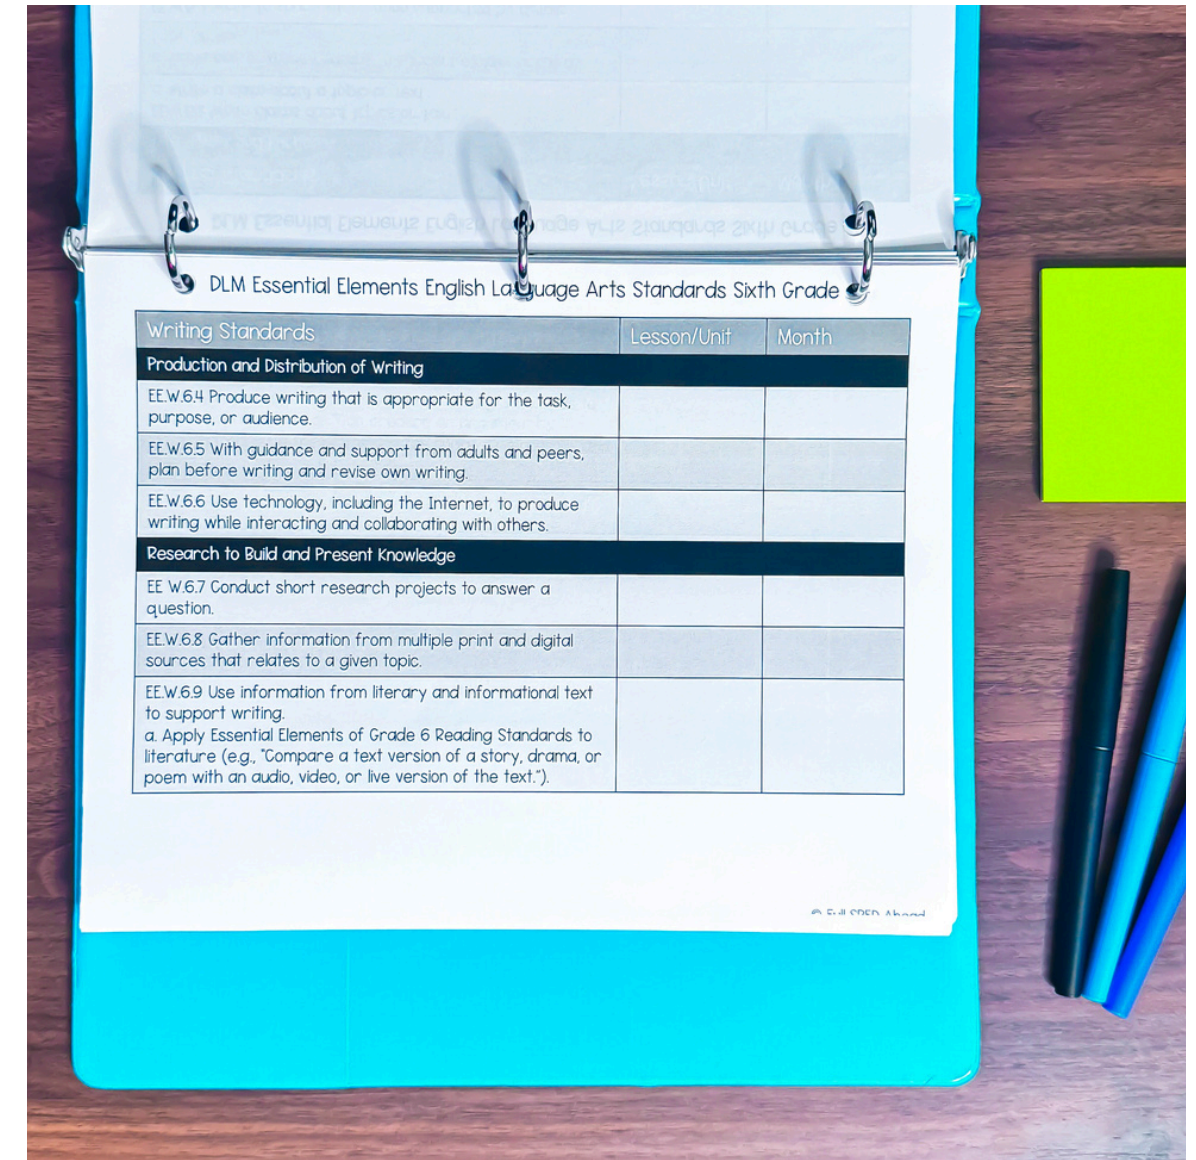 DLM Essential Elements English Language Arts Standards Sixth Grade
Writing Standards Lesson/Unit Month
Production and Distribution of Writing
EE.W.6.4 Produce writing that is appropriate for the task,
purpose, or audience.
EE.W.6.5 With guidance and support from adults and peers,
plan before writing and revise own writing.
EE.W.6.6 Use technology, including the Internet, to produce
writing while interacting and collaborating with others.
Research to Build and Present Knowledge
EE W.6.7 Conduct short research projects to answer a
question.
EE.W.6.8 Gather information from multiple print and digital
sources that relates to a given topic.
EE.W.6.9 Use information from literary and informational text
to support writing.
a. Apply Essential Elements of Grade 6 Reading Standards to
literature (e.g., "Compare a text version of a story, drama, or
poem with an audio, video, or live version of the text.").
© Full SPED Ahead